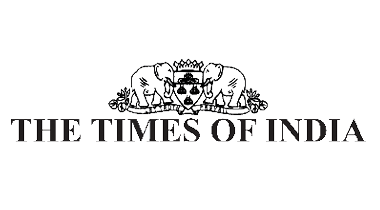 THE TIMES OF INDIA